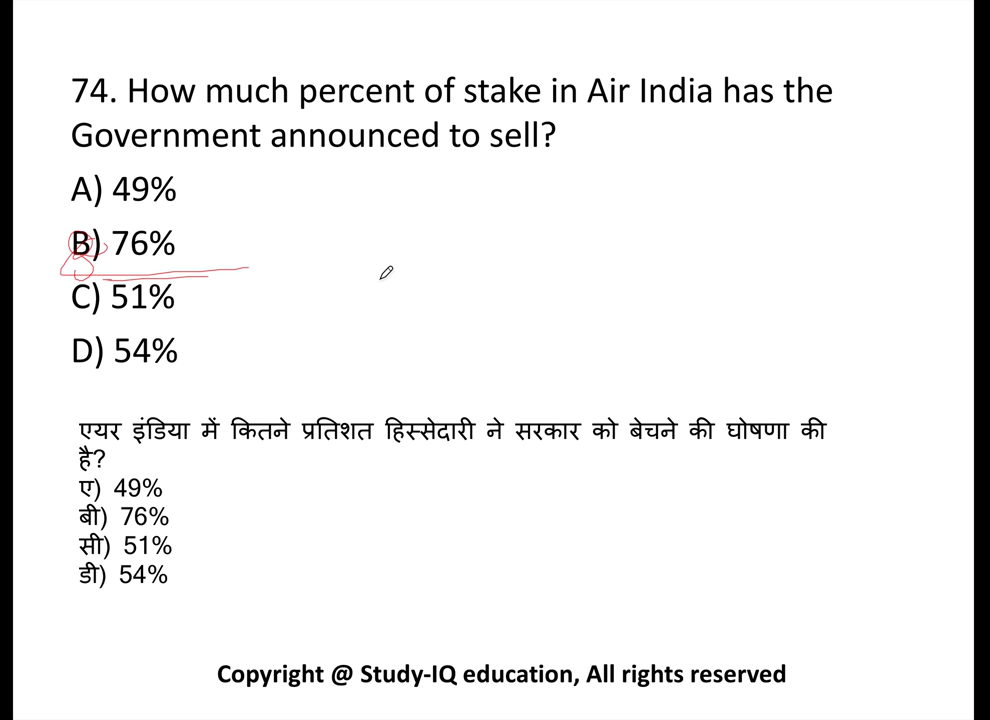 74. How much percent of stake in Air India has the
Government announced to sell?
A) 49%
B) 76%
C) 51%
D) 54%
एयर इंडिया में कितने प्रतिशत हिस्सेदारी ने सरकार को बेचने की घोषणा की
है?
ए) 49%
बी) 76%
सी) 51%
डी) 54%
Copyright @ Study-IQ education, All rights reserved